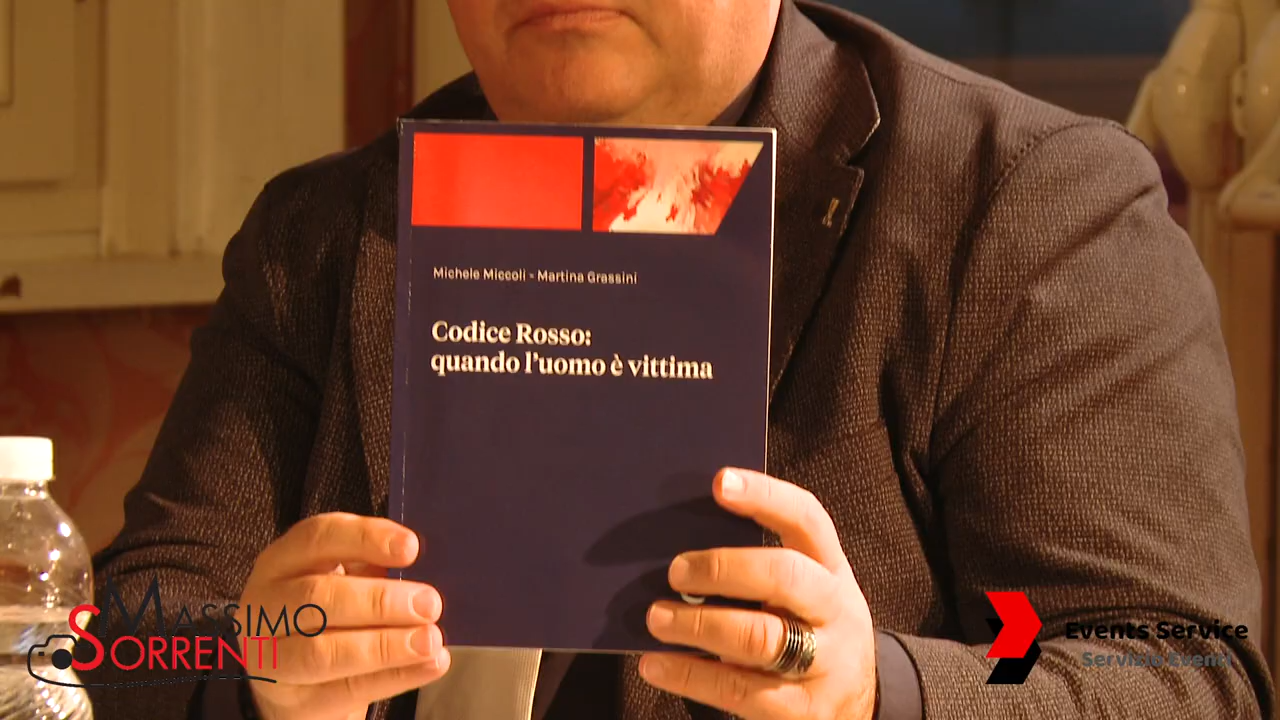 Michele Miccoli - Martina Grassini
Codice Rosso:
quando l'uomo è vittima
MASSIMO
SORRENTI
Events Service
Servizio Eventi